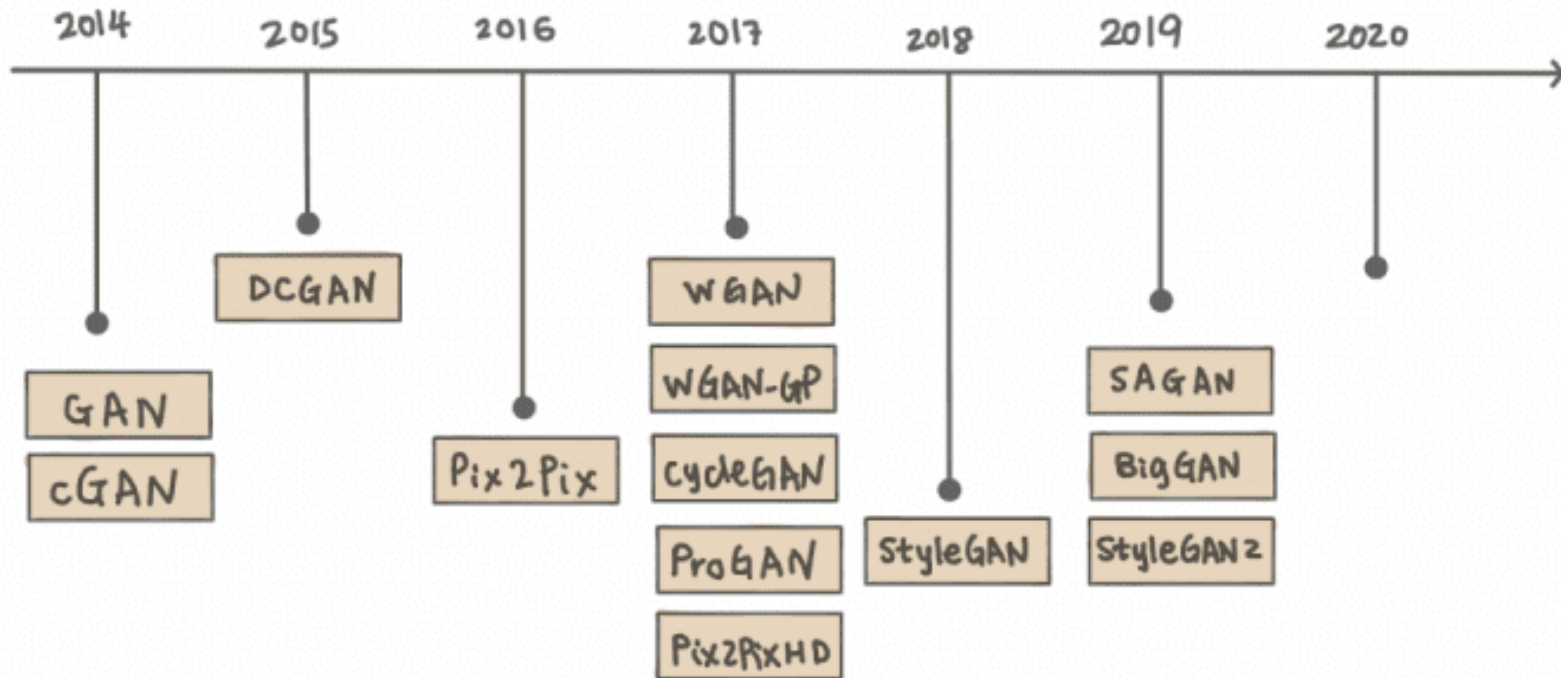 2014 2015 2016 2017 2018 2019 2020
GAN
cGAN
DCGAN
Pix2Pix
WGAN
WGAN-GP
CycleGAN
ProGAN
Pix2PixHD
StyleGAN
SAGAN
BigGAN
StyleGAN2